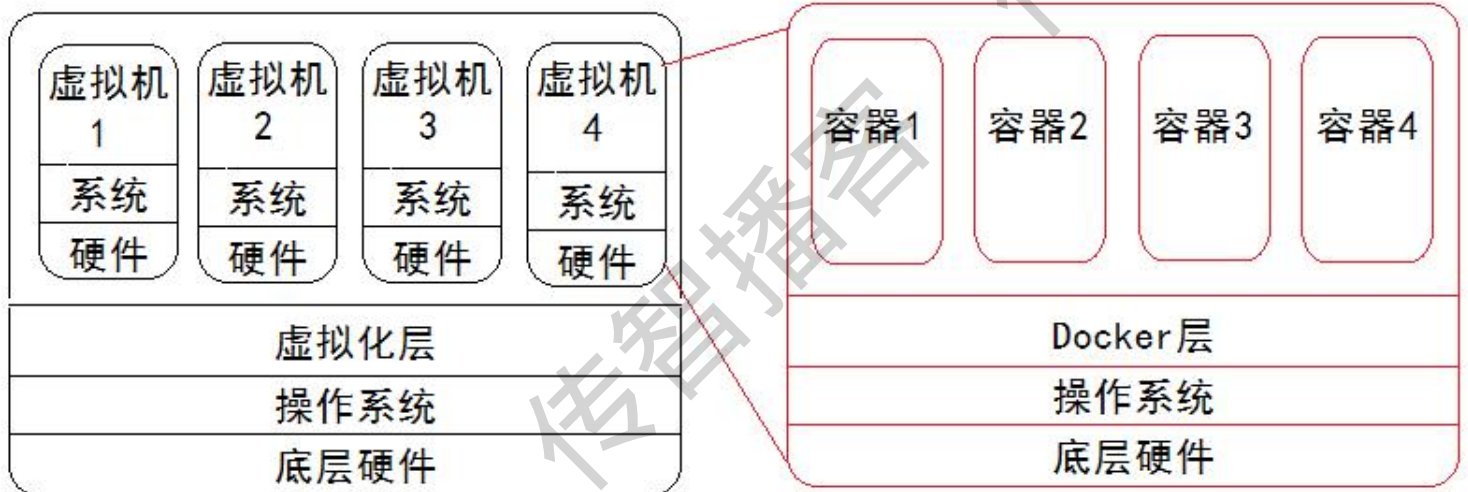 虚拟机
1
系统
硬件
虚拟机
2
系统
硬件
虚拟机
3
系统
硬件
虚拟机
4
系统
硬件
虚拟化层
操作系统
底层硬件
容器1
容器2
容器3
容器4
Docker层
操作系统
底层硬件
传智播客